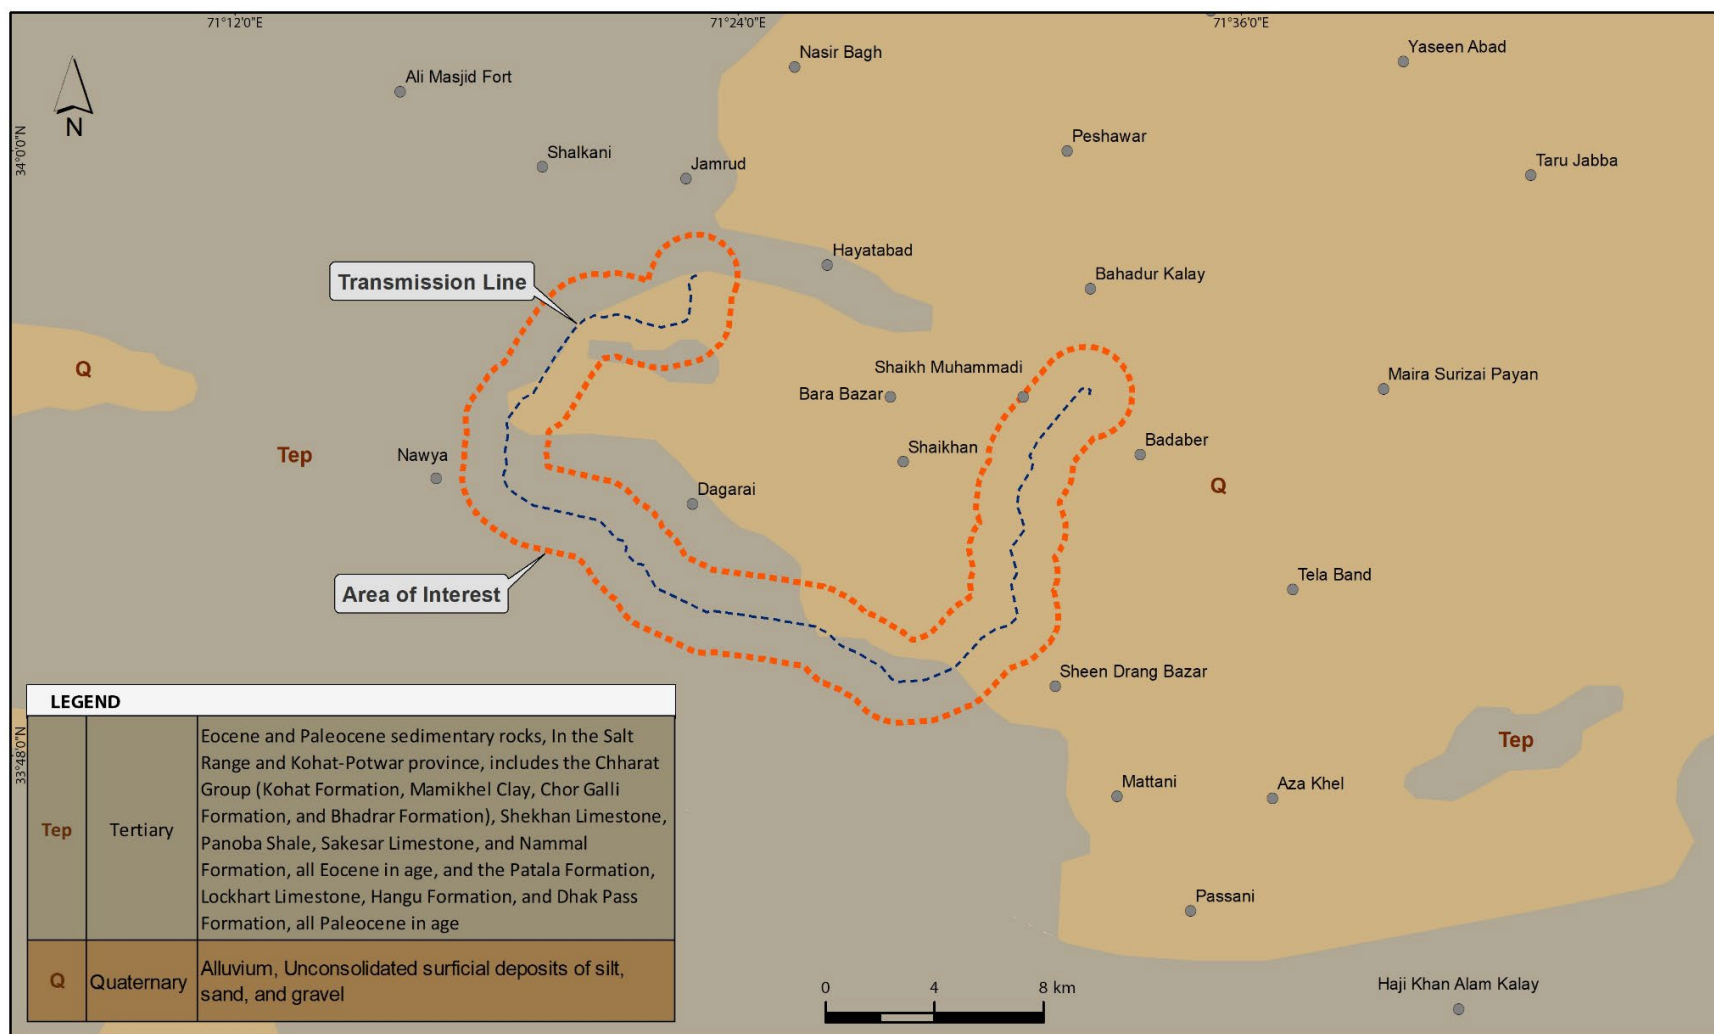 71°12'0"E
71°24'0"E
71°36'0"E
Nasir Bagh
Yaseen Abad
Ali Masjid Fort
N
34°0'0"N
Peshawar
Shalkani
Jamrud
Taru Jabba
Hayatabad
Transmission Line
Bahadur Kalay
Q
Shaikh Muhammadi
Maira Surizai Payan
Bara Bazar
Badaber
Shaikhan
Tep
Nawya
Q
Dagarai
Tela Band
Area of Interest
Sheen Drang Bazar
LEGEND
Tep
Tertiary
Eocene and Paleocene sedimentary rocks, In the Salt
Range and Kohat-Potwar province, includes the Chharat
Group (Kohat Formation, Mamikhel Clay, Chor Galli
Formation, and Bhadrar Formation), Shekhan Limestone,
Panoba Shale, Sakesar Limestone, and Nammal
Formation, all Eocene in age, and the Patala Formation,
Lockhart Limestone, Hangu Formation, and Dhak Pass
Formation, all Paleocene in age
Q
Quaternary
Alluvium, Unconsolidated surficial deposits of silt,
sand, and gravel
33°48'0"N
Tep
Mattani
Aza Khel
Passani
Haji Khan Alam Kalay
0 4 8 km